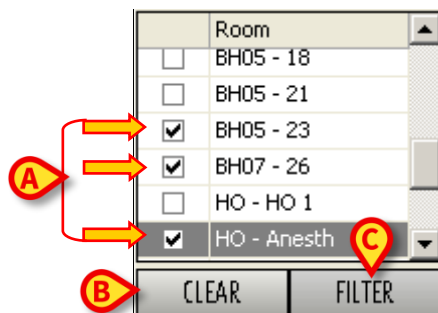 Room
BH05 - 18
BH05 - 21
BH05 - 23
BH07 - 26
HO - HO 1
HO - Anesth
A
C
B
CLEAR FILTER